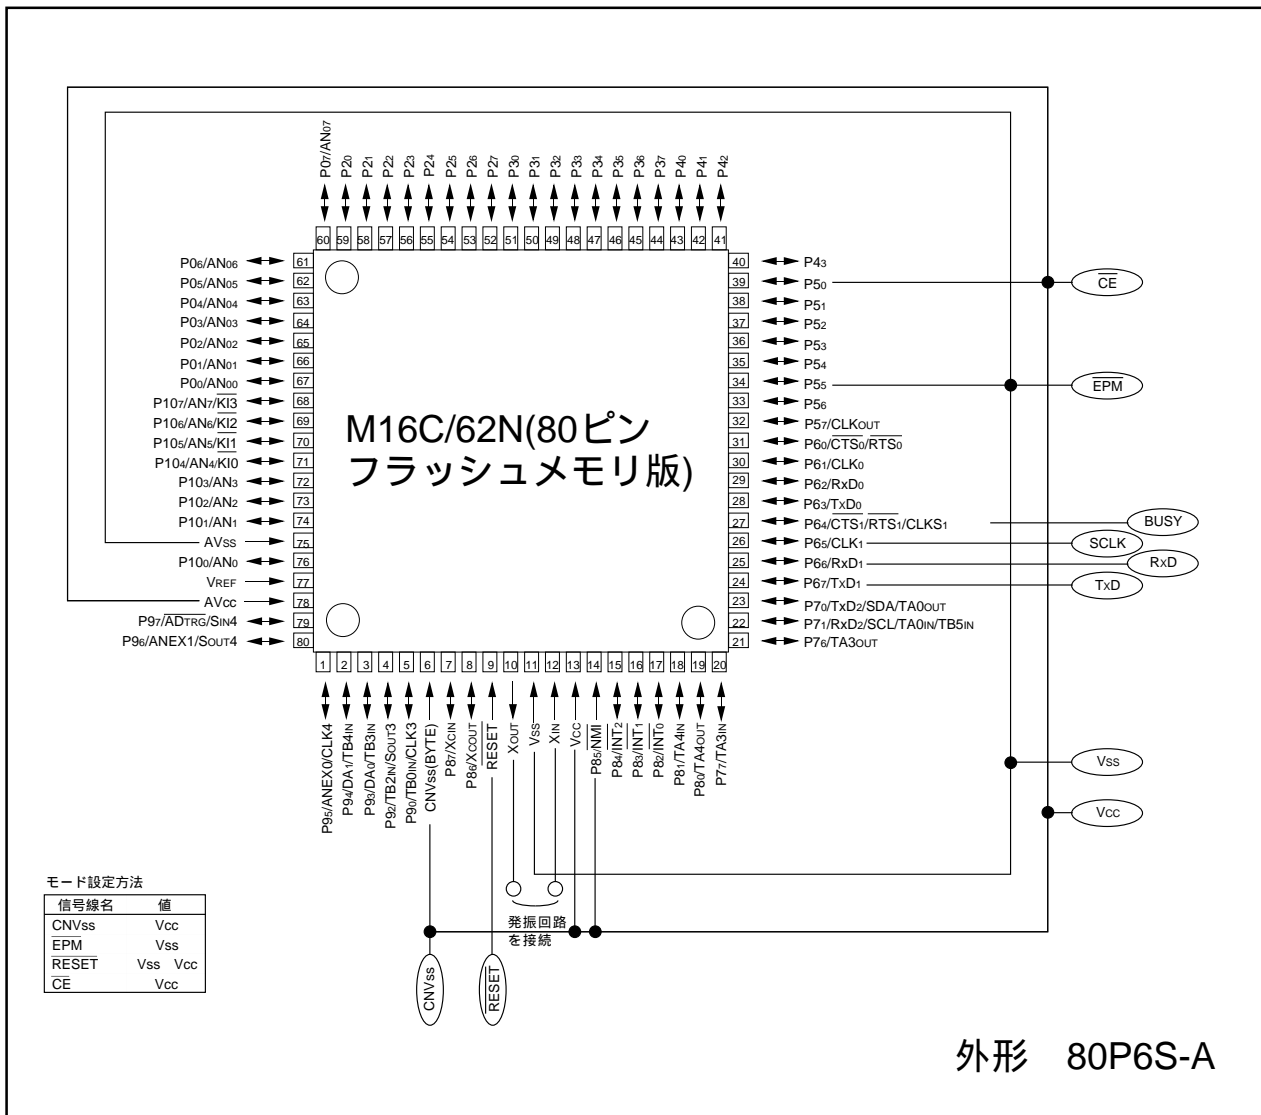 P07/AN07
P20
P21
P22
P23
P24
P25
P26
P27
P30
P31
P32
P33
P34
P35
P36
P37
P40
P41
P42
60 59 58 57 56 55 54 53 52 51 50 49 48 47 46 45 44 43 42 41
P06/AN06 61
P05/AN05 62
P04/AN04 63
P03/AN03 64
P02/AN02 65
P01/AN01 66
P00/AN00 67
P107/AN7/KI3 68
P106/AN6/KI2 69
P105/AN5/KI1 70
P104/AN4/KI0 71
P103/AN3 72
P102/AN2 73
P101/AN1 74
AVSS 75
P100/AN0 76
VREF 77
AVCC 78
P97/ADTRG/SIN4 79
P96/ANEX1/SOUT4 80
M16C/62N(80ピン
フラッシュメモリ版)
40 P43
39 P50 CE
38 P51
37 P52
36 P53
35 P54
34 P55 EPM
33 P56
32 P57/CLKOUT
31 P60/CTS0/RTS0
30 P61/CLK0
29 P62/RxD0
28 P63/TXD0
27 P64/CTS1/RTS1/CLKS1 BUSY
26 P65/CLK1 SCLK
25 P66/RxD1 RXD
24 P67/TXD1 TXD
23 P70/TXD2/SDA/TA0OUT
22 P71/RxD2/SCL/TA0IN/TB5IN
21 P76/TA3OUT
1 2 3 4 5 6 7 8 9 10 11 12 13 14 15 16 17 18 19 20
P95/ANEX0/CLK4
P94/DA1/TB4IN
P93/DA0/TB3IN
P92/TB2IN/SOUT3
P90/TB0IN/CLK3
CNVSS(BYTE)
P87/XCIN
P86/XCOUT
RESET
XOUT
VSS
XIN
VCC
P85/NMI
P84/INT2
P83/INT1
P82/INT0
P81/TA4IN
P80/TA4OUT
P77/TA3IN
VSS
VCC
発振回路
を接続
CNVSS
RESET
モード設定方法
信号線名 値
CNVss Vcc
EPM Vss
RESET Vss Vcc
CE Vcc
外形 80P6S-A